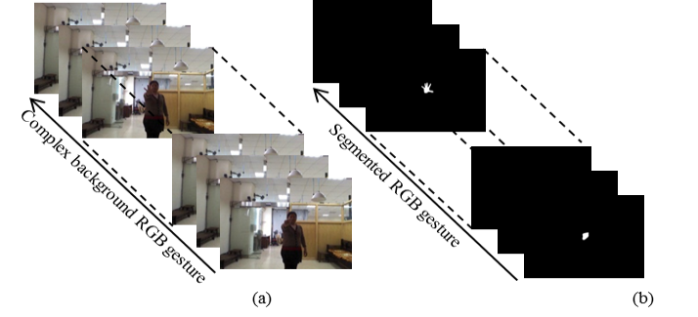 Complex background RGB gesture
Segmented RGB gesture
(a)
(b)